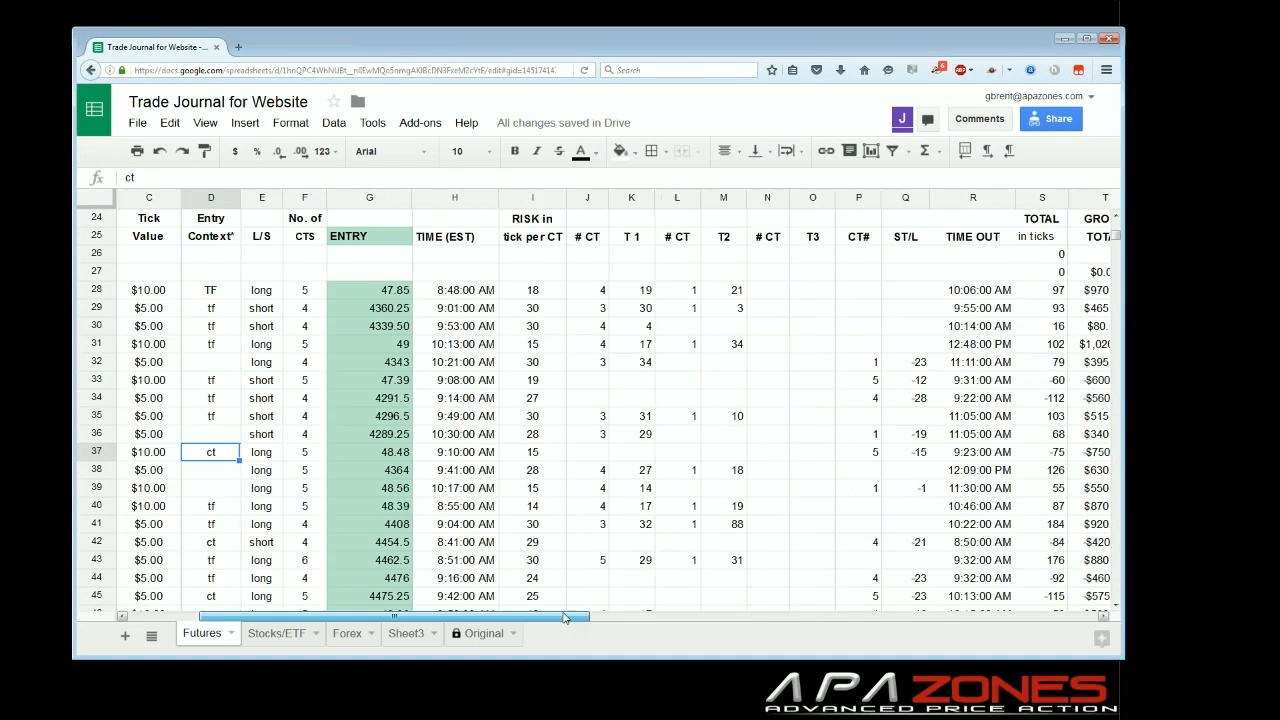 Trade Journal for Website -... × +
https://docs.google.com/spreadsheets/d/ Search 6 ABP
Trade Journal for Website
gbrent@apazones.com
File Edit View Insert Format Data Tools Add-ons Help All changes saved in Drive
J Comments Share
$ % .0 .00 123 Arial 10 B I S A Σ
fx ct
C D E F G H I J K L M N O P Q R S T
24 Tick Entry No. of RISK in TOTAL GRO
25 Value Context* L/S CTS ENTRY TIME (EST) tick per CT # CT T 1 # CT T2 # CT T3 CT# ST/L TIME OUT in ticks TOT
26 0
27 0 $0.
28 $10.00 TF long 5 47.85 8:48:00 AM 18 4 19 1 21 10:06:00 AM 97 $970
29 $5.00 tf short 4 4360.25 9:01:00 AM 30 3 30 1 3 9:55:00 AM 93 $465
30 $5.00 tf short 4 4339.50 9:53:00 AM 30 4 4 10:14:00 AM 16 $80.
31 $10.00 tf long 5 49 10:13:00 AM 15 4 17 1 34 12:48:00 PM 102 $1,020
32 $5.00 long 4 4343 10:21:00 AM 30 3 34 1 -23 11:11:00 AM 79 $395
33 $10.00 tf short 5 47.39 9:08:00 AM 19 5 -12 9:31:00 AM -60 -$600
34 $5.00 tf short 4 4291.5 9:14:00 AM 27 4 -28 9:22:00 AM -112 -$560
35 $5.00 tf short 4 4296.5 9:49:00 AM 30 3 31 1 10 11:05:00 AM 103 $515
36 $5.00 short 4 4289.25 10:30:00 AM 28 3 29 1 -19 11:05:00 AM 68 $340
37 $10.00 ct long 5 48.48 9:10:00 AM 15 5 -15 9:23:00 AM -75 -$750
38 $5.00 long 5 4364 9:41:00 AM 28 4 27 1 18 12:09:00 PM 126 $630
39 $10.00 long 5 48.56 10:17:00 AM 15 4 14 1 -1 11:30:00 AM 55 $550
40 $10.00 tf long 5 48.39 8:55:00 AM 14 4 17 1 19 10:46:00 AM 87 $870
41 $5.00 tf long 4 4408 9:04:00 AM 30 3 32 1 88 10:22:00 AM 184 $920
42 $5.00 ct short 4 4454.5 8:41:00 AM 29 4 -21 8:50:00 AM -84 -$420
43 $5.00 tf long 6 4462.5 8:51:00 AM 30 5 29 1 31 9:32:00 AM 176 $880
44 $5.00 tf long 4 4476 9:16:00 AM 24 4 -23 9:32:00 AM -92 -$460
45 $5.00 ct long 5 4475.25 9:42:00 AM 25 5 -23 10:13:00 AM -115 -$575
+ Futures Stocks/ETF Forex Sheet3 Original
APA ZONES
ADVANCED PRICE ACTION